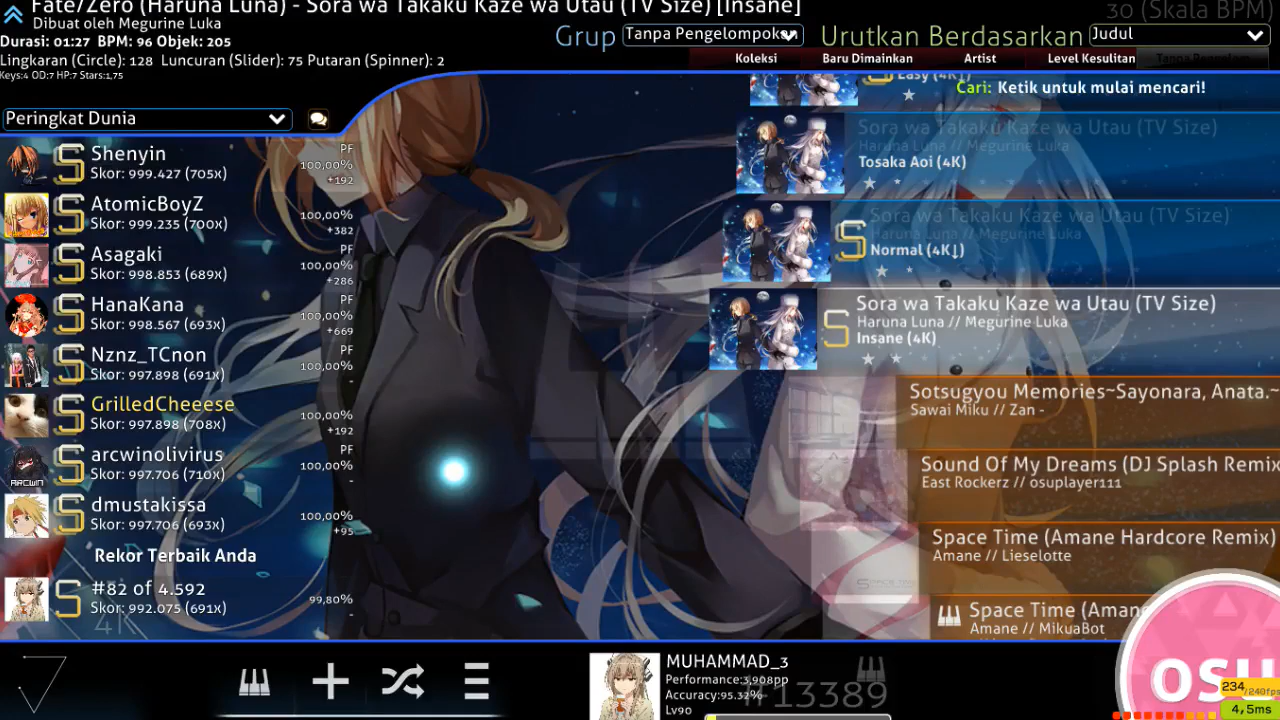 Fate/Zero (Haruna Luna) - Sora wa Takaku Kaze wa Utau (TV Size) [Insane]
Dibuat oleh Megurine Luka
Durasi: 01:27 BPM: 96 Objek: 205
Lingkaran (Circle): 128 Luncuran (Slider): 75 Putaran (Spinner): 2
Keys:4 OD:7 HP:7 Stars:1,75
30 (Skala BPM)
Grup
Tanpa Pengelompokan
Urutkan Berdasarkan
Judul
Koleksi
Baru Dimainkan
Artist
Level Kesulitan
Cari: Ketik untuk mulai mencari!
Peringkat Dunia
Shenyin
Skor: 999.427 (705x)
PF
100,00%
+192
AtomicBoyZ
Skor: 999.235 (700x)
100,00%
+382
Asagaki
Skor: 998.853 (689x)
PF
100,00%
+286
HanaKana
Skor: 998.567 (693x)
PF
100,00%
+669
Nznz_TCnon
Skor: 997.898 (691x)
PF
100,00%
-
GrilledCheeese
Skor: 997.898 (708x)
100,00%
+192
arcwinolivirus
Skor: 997.706 (710x)
PF
100,00%
-
ARCWIN
dmustakissa
Skor: 997.706 (693x)
100,00%
+95
Rekor Terbaik Anda
#82 of 4.592
Skor: 992.075 (691x)
99,80%
-
4K
Easy (4K↓)
Sora wa Takaku Kaze wa Utau (TV Size)
Haruna Luna // Megurine Luka
Tosaka Aoi (4K)
Sora wa Takaku Kaze wa Utau (TV Size)
Haruna Luna // Megurine Luka
Normal (4K↓)
Sora wa Takaku Kaze wa Utau (TV Size)
Haruna Luna // Megurine Luka
Insane (4K)
Sotsugyou Memories~Sayonara, Anata.~
Sawai Miku // Zan -
Sound Of My Dreams (DJ Splash Remix
East Rockerz // osuplayer111
Space Time (Amane Hardcore Remix)
Amane // Lieselotte
Space Time (Amane
Amane // MikuaBot
MUHAMMAD_3
Performance:3,908pp
Accuracy:95.32%
Lv90
#13389
osu
234/240fps
4,5ms